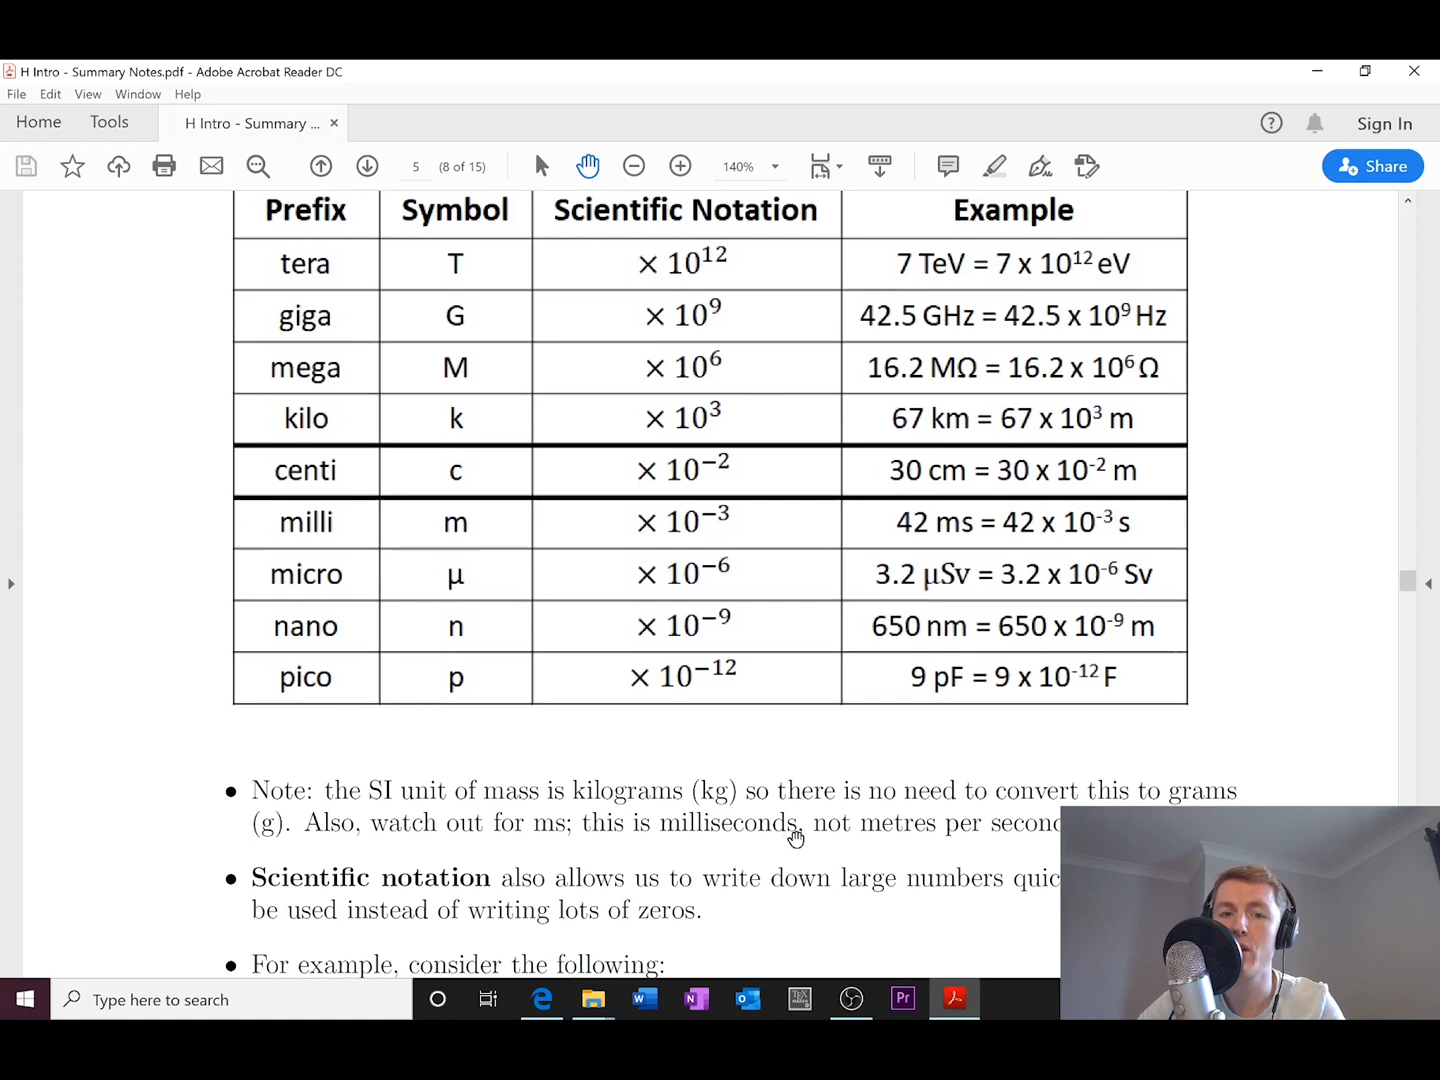 H Intro - Summary Notes.pdf - Adobe Acrobat Reader DC
File Edit View Window Help
Home Tools H Intro - Summary ... × Sign In
5 (8 of 15) 140% Share
Prefix Symbol Scientific Notation Example
tera T × 10¹² 7 TeV = 7 x 10¹² eV
giga G × 10⁹ 42.5 GHz = 42.5 x 10⁹ Hz
mega M × 10⁶ 16.2 MΩ = 16.2 x 10⁶ Ω
kilo k × 10³ 67 km = 67 x 10³ m
centi c × 10⁻² 30 cm = 30 x 10⁻² m
milli m × 10⁻³ 42 ms = 42 x 10⁻³ s
micro μ × 10⁻⁶ 3.2 μSv = 3.2 x 10⁻⁶ Sv
nano n × 10⁻⁹ 650 nm = 650 x 10⁻⁹ m
pico p × 10⁻¹² 9 pF = 9 x 10⁻¹² F
• Note: the SI unit of mass is kilograms (kg) so there is no need to convert this to grams
(g). Also, watch out for ms; this is milliseconds, not metres per
• Scientific notation also allows us to write down large numbers
be used instead of writing lots of zeros.
• For example, consider the following:
Type here to search
Pr